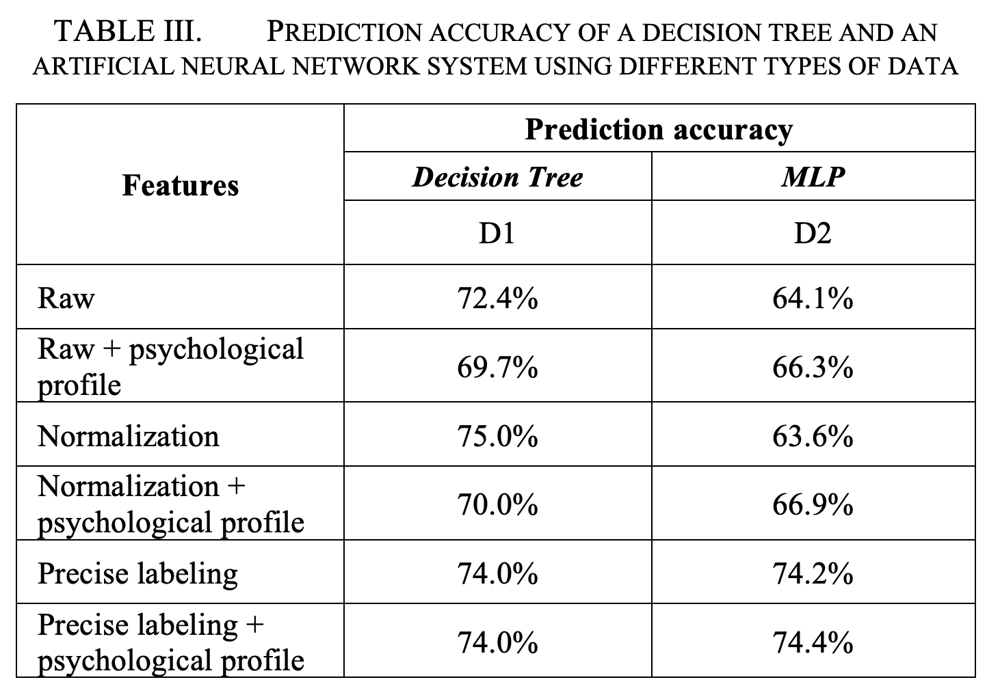 TABLE III. PREDICTION ACCURACY OF A DECISION TREE AND AN
ARTIFICIAL NEURAL NETWORK SYSTEM USING DIFFERENT TYPES OF DATA
Features
Prediction accuracy
Decision Tree MLP
D1 D2
Raw 72.4% 64.1%
Raw + psychological
profile 69.7% 66.3%
Normalization 75.0% 63.6%
Normalization +
psychological profile 70.0% 66.9%
Precise labeling 74.0% 74.2%
Precise labeling +
psychological profile 74.0% 74.4%